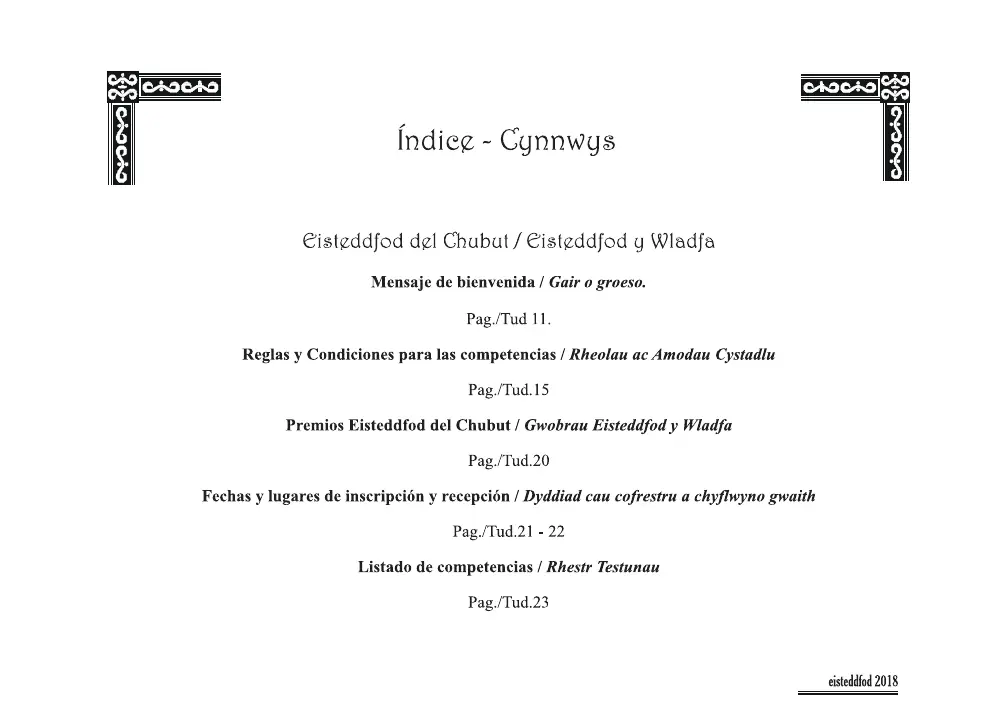 Índice - Cynnwys
Eisteddfod del Chubut / Eisteddfod y Wladfa
Mensaje de bienvenida / Gair o groeso.
Pag./Tud 11.
Reglas y Condiciones para las competencias / Rheolau ac Amodau Cystadlu
Pag./Tud.15
Premios Eisteddfod del Chubut / Gwobrau Eisteddfod y Wladfa
Pag./Tud.20
Fechas y lugares de inscripción y recepción / Dyddiad cau cofrestru a chyflwyno gwaith
Pag./Tud.21 - 22
Listado de competencias / Rhestr Testunau
Pag./Tud.23
eisteddfod 2018